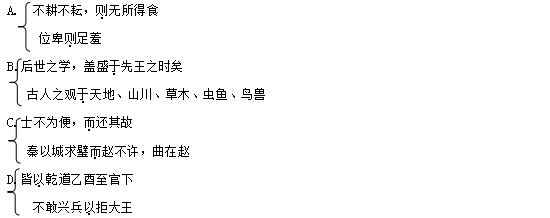 A. 不耕不耘，则无所得食
位卑则足羞
B. 后世之学，盖盛于先王之时矣
古人之观于天地、山川、草木、虫鱼、鸟兽
C. 士不为便，而还其故
秦以城求璧而赵不许，曲在赵
D. 皆以乾道乙酉至官下
不敢兴兵以拒大王